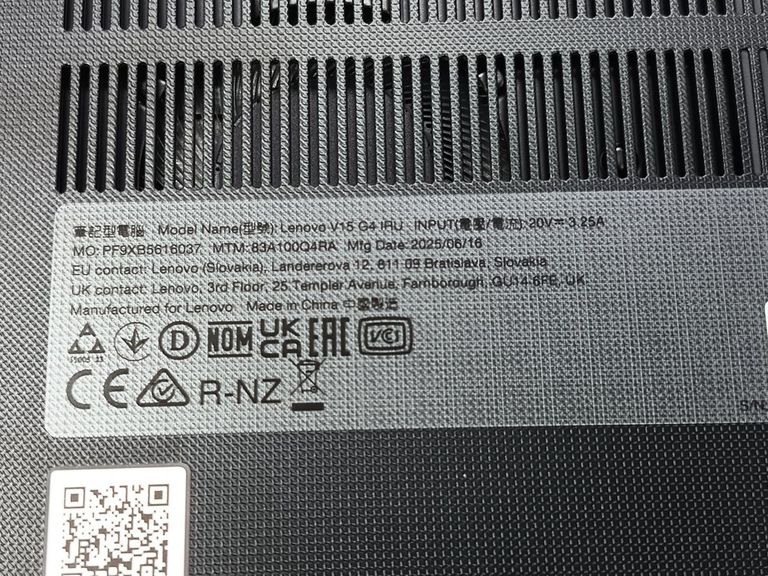 筆記型電腦 Model Name(型號): Lenovo V15 G4 IRU INPUT(電壓/電流): 20V⎓ 3.25A
MO: PF9XB5616037 MTM: 83A100Q4RA Mfg Date: 2025/06/16
EU contact: Lenovo (Slovakia), Landererova 12, 811 09 Bratislava, Slovakia
UK contact: Lenovo, 3rd Floor, 25 Templer Avenue, Farnborough, GU14 6FE, UK
Manufactured for Lenovo Made in China 中國製造
D NOM UK CA EAC VCCI
CE R-NZ
S/N